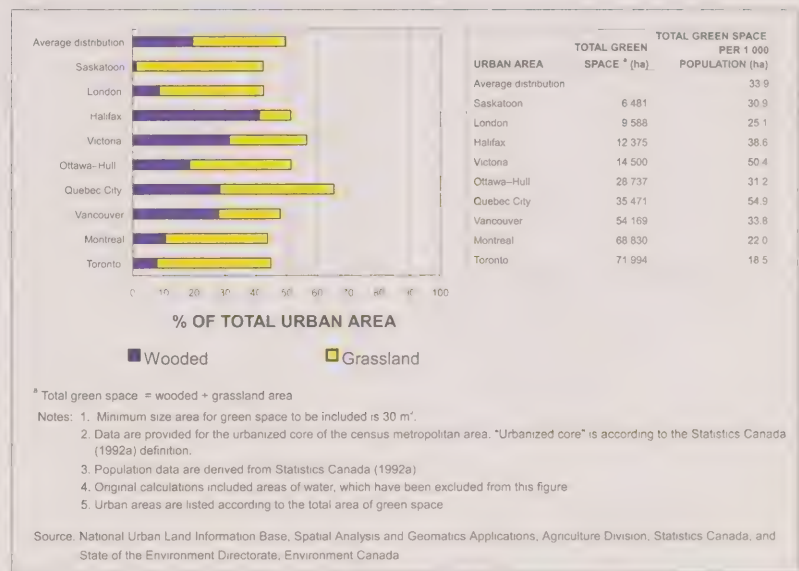 Average distribution
Saskatoon
London
Halifax
Victoria
Ottawa–Hull
Quebec City
Vancouver
Montreal
Toronto
0 10 20 30 40 50 60 70 80 100
% OF TOTAL URBAN AREA
Wooded Grassland
TOTAL GREEN SPACE
TOTAL GREEN PER 1 000
URBAN AREA SPACE ª (ha) POPULATION (ha)
Average distribution 33 9
Saskatoon 6 481 30.9
London 9 588 25 1
Halifax 12 375 38.6
Victoria 14 500 50.4
Ottawa–Hull 28 737 31 2
Quebec City 35 471 54.9
Vancouver 54 169 33.8
Montreal 68 830 22 0
Toronto 71 994 18 5
ª Total green space = wooded + grassland area
Notes: 1. Minimum size area for green space to be included is 30 m².
2. Data are provided for the urbanized core of the census metropolitan area. "Urbanized core" is according to the Statistics Canada
(1992a) definition.
3. Population data are derived from Statistics Canada (1992a)
4. Original calculations included areas of water, which have been excluded from this figure
5. Urban areas are listed according to the total area of green space
Source. National Urban Land Information Base, Spatial Analysis and Geomatics Applications, Agriculture Division, Statistics Canada, and
State of the Environment Directorate, Environment Canada